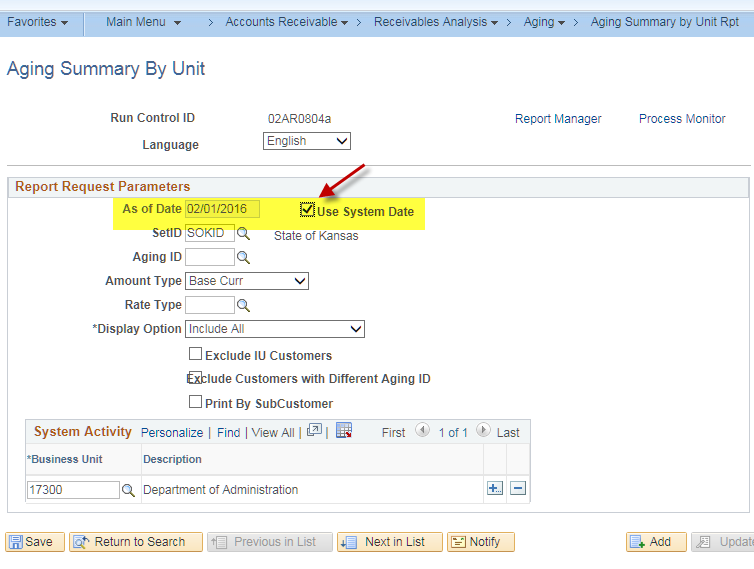 Favorites Main Menu > Accounts Receivable > Receivables Analysis > Aging > Aging Summary by Unit Rpt
Aging Summary By Unit
Run Control ID 02AR0804a Report Manager Process Monitor
Language English
Report Request Parameters
As of Date 02/01/2016 Use System Date
SetID SOKID State of Kansas
Aging ID
Amount Type Base Curr
Rate Type
*Display Option Include All
Exclude IU Customers
Exclude Customers with Different Aging ID
Print By SubCustomer
System Activity Personalize | Find | View All | | First 1 of 1 Last
*Business Unit Description
17300 Department of Administration
Save Return to Search Previous in List Next in List Notify Add Update